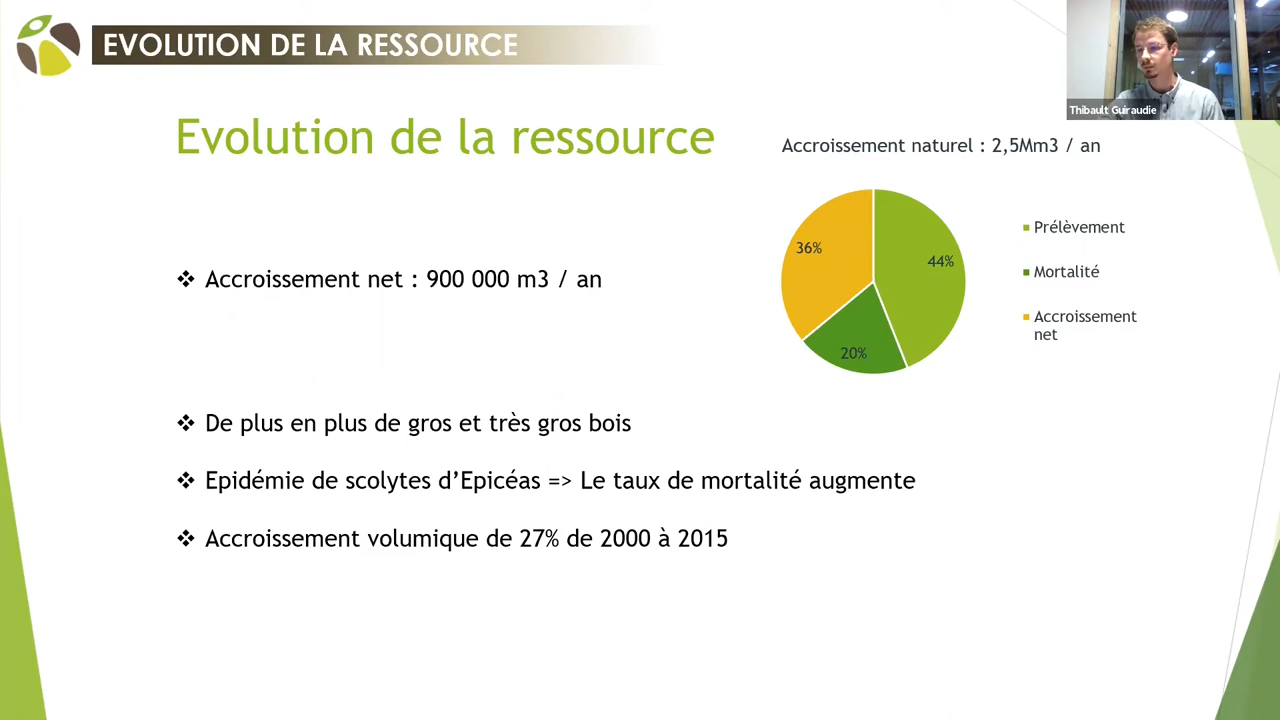 EVOLUTION DE LA RESSOURCE
Thibault Guiraudie
Evolution de la ressource
Accroissement naturel : 2,5Mm3 / an
36%
44%
20%
Prélèvement
Mortalité
Accroissement
net
❖ Accroissement net : 900 000 m3 / an
❖ De plus en plus de gros et très gros bois
❖ Epidémie de scolytes d’Epicéas => Le taux de mortalité augmente
❖ Accroissement volumique de 27% de 2000 à 2015